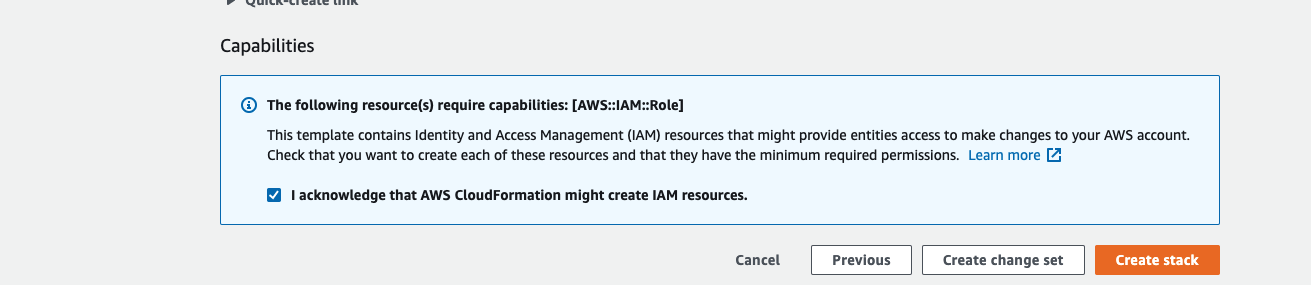 Quick-create link
Capabilities
The following resource(s) require capabilities: [AWS::IAM::Role]
This template contains Identity and Access Management (IAM) resources that might provide entities access to make changes to your AWS account.
Check that you want to create each of these resources and that they have the minimum required permissions. Learn more
I acknowledge that AWS CloudFormation might create IAM resources.
Cancel Previous Create change set Create stack